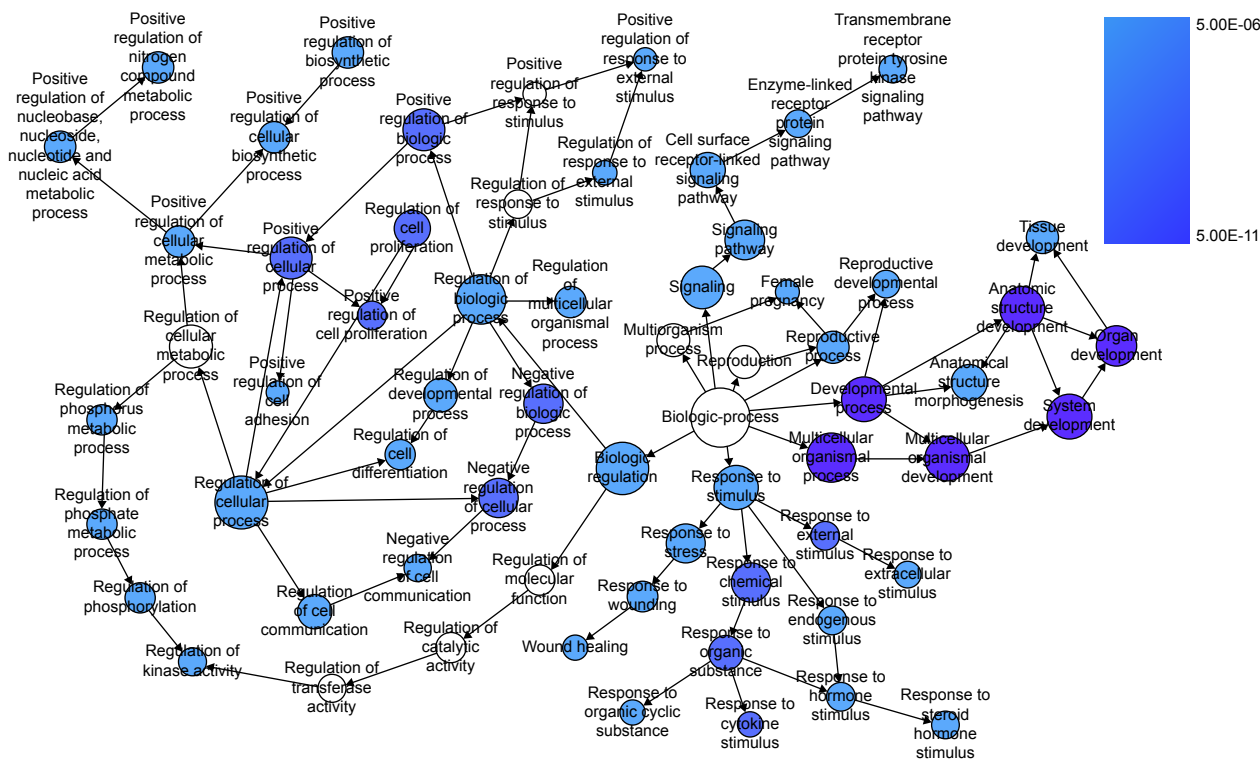 Positive
regulation of
nitrogen
compound
metabolic
process
Positive
regulation of
biosynthetic
process
Positive
regulation of
response to
external
stimulus
Transmembrane
receptor
protein tyrosine
kinase
signaling
pathway
5.00E-06
5.00E-11
Positive
regulation of
nucleobase,
nucleoside,
nucleotide and
nucleic acid
metabolic
process
Positive
regulation of
cellular
biosynthetic
process
Positive
regulation of
biologic
process
Positive
regulation of
response to
stimulus
Enzyme-linked
receptor
protein
signaling
pathway
Regulation of
response to
external
stimulus
Cell surface
receptor-linked
signaling
pathway
Positive
regulation of
cellular
metabolic
process
Positive
regulation of
cellular
process
Regulation of
cell
proliferation
Regulation of
response to
stimulus
Signaling
pathway
Tissue
development
Regulation of
biologic
process
Regulation
of
multicellular
organismal
process
Signaling
Female
pregnancy
Reproductive
developmental
process
Anatomic
structure
development
Positive
regulation of
cell proliferation
Regulation of
cellular
metabolic
process
Multiorganism
process
Reproduction
Reproductive
process
Organ
development
Positive
regulation of
cell
adhesion
Regulation of
developmental
process
Negative
regulation of
biologic
process
Biologic-process
Developmental
process
Anatomical
structure
morphogenesis
System
development
Regulation of
phosphorus
metabolic
process
Regulation of
cell
differentiation
Biologic
regulation
Multicellular
organismal
process
Multicellular
organismal
development
Regulation of
cellular
process
Negative
regulation
of cellular
process
Response to
stimulus
Regulation of
phosphate
metabolic
process
Response to
external
stimulus
Response to
stress
Negative
regulation
of cell
communication
Regulation of
molecular
function
Response to
chemical
stimulus
Response to
extracellular
stimulus
Regulation of
phosphorylation
Regulation
of cell
communication
Response to
wounding
Response to
endogenous
stimulus
Regulation of
kinase activity
Regulation of
catalytic
activity
Wound healing
Response to
organic
substance
Regulation of
transferase
activity
Response to
hormone
stimulus
Response to
organic cyclic
substance
Response to
cytokine
stimulus
Response to
steroid
hormone
stimulus